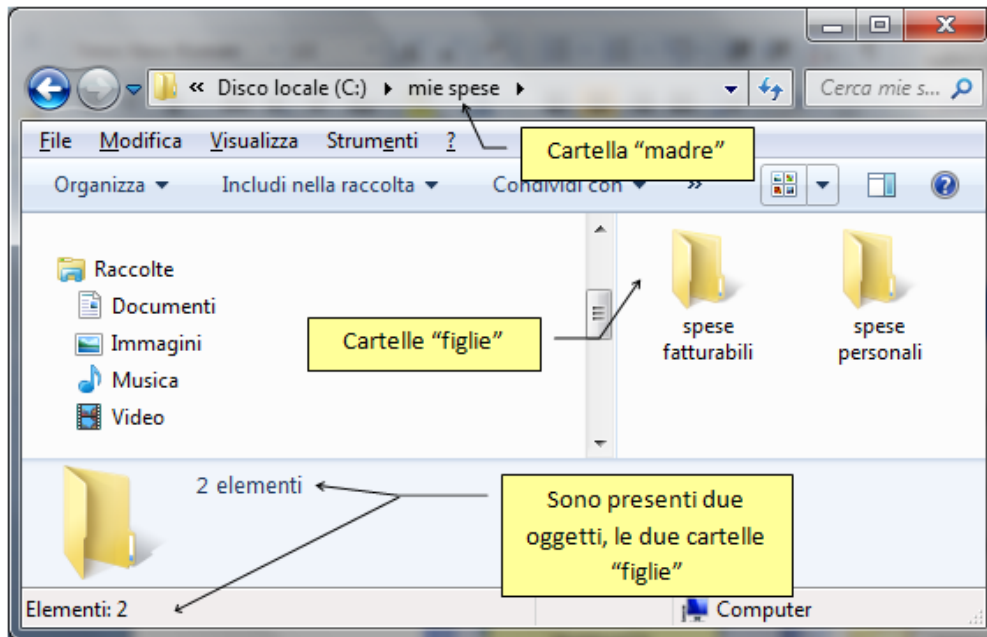 « Disco locale (C:) mie spese
Cerca mie s...
File Modifica Visualizza Strumenti ?
Cartella “madre”
Organizza Includi nella raccolta Condividi con »
Raccolte
Documenti
Immagini
Musica
Video
Cartelle “figlie”
spese
fatturabili
spese
personali
2 elementi
Sono presenti due
oggetti, le due cartelle
“figlie”
Elementi: 2
Computer